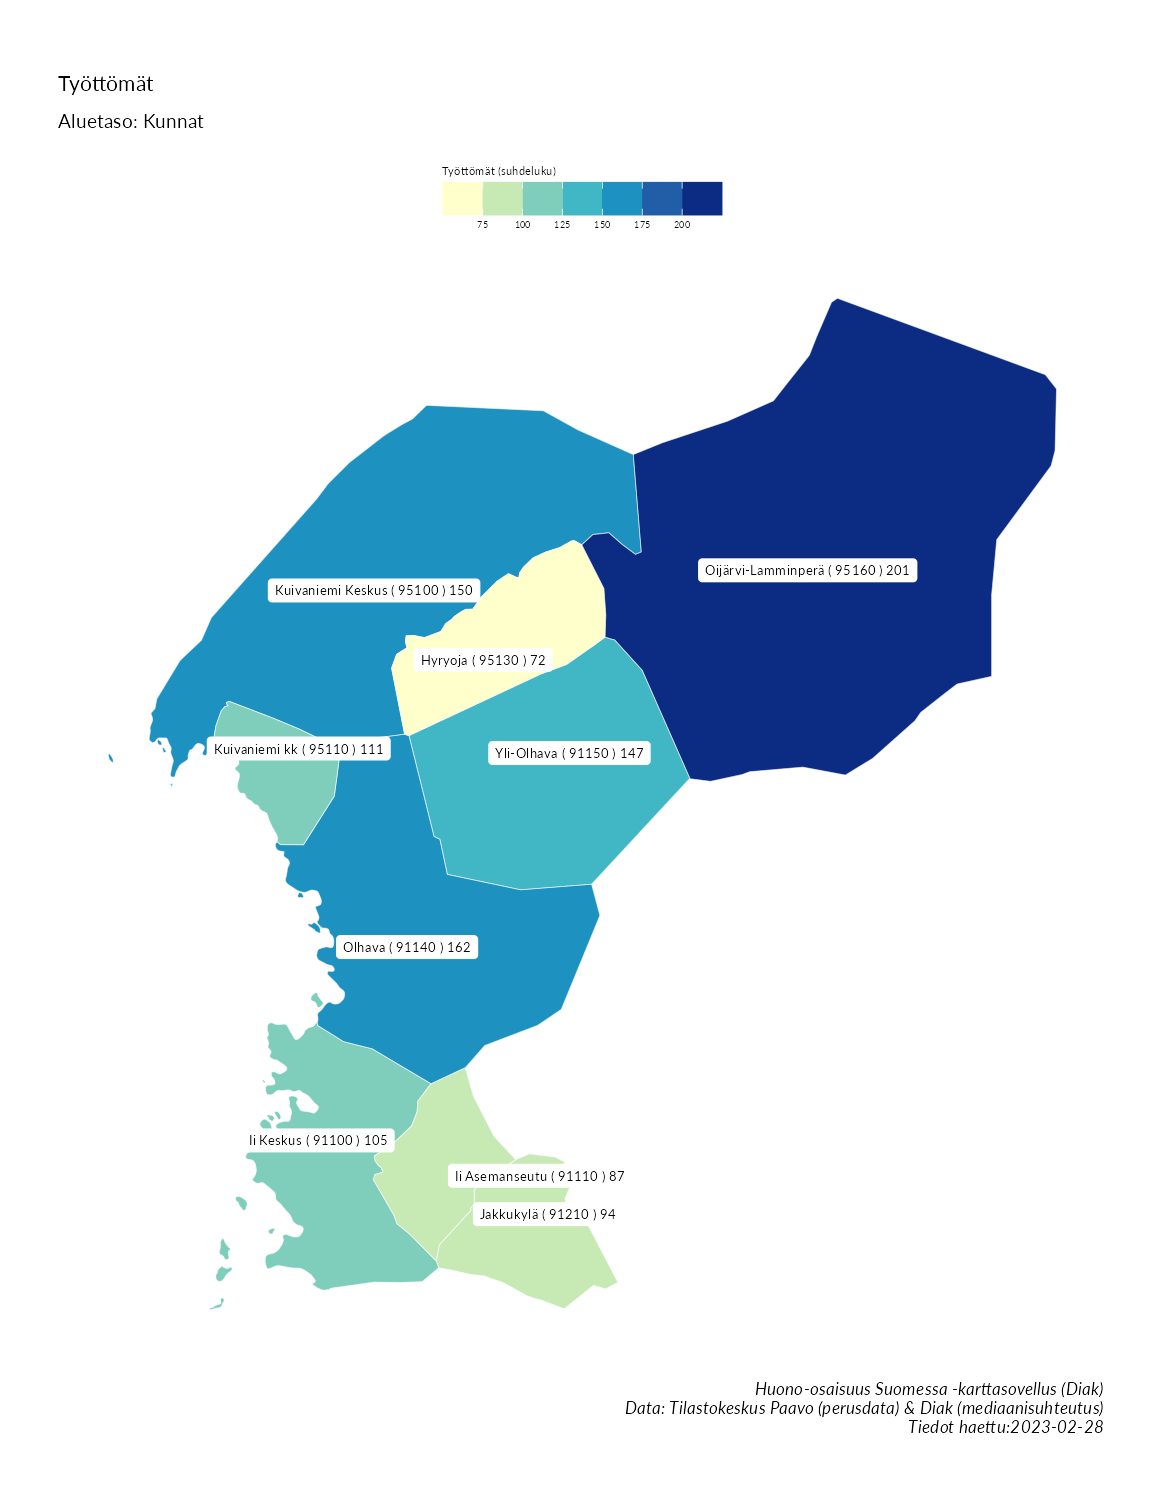 Työttömät
Aluetaso: Kunnat
Työttömät (suhdeluku)
75 100 125 150 175 200
Oijärvi-Lamminperä ( 95160 ) 201
Kuivaniemi Keskus ( 95100 ) 150
Hyryoja ( 95130 ) 72
Kuivaniemi kk ( 95110 ) 111
Yli-Olhava ( 91150 ) 147
Olhava ( 91140 ) 162
Ii Keskus ( 91100 ) 105
Ii Asemanseutu ( 91110 ) 87
Jakkukylä ( 91210 ) 94
Huono-osaisuus Suomessa -karttasovellus (Diak)
Data: Tilastokeskus Paavo (perusdata) & Diak (mediaanisuhteutus)
Tiedot haettu:2023-02-28